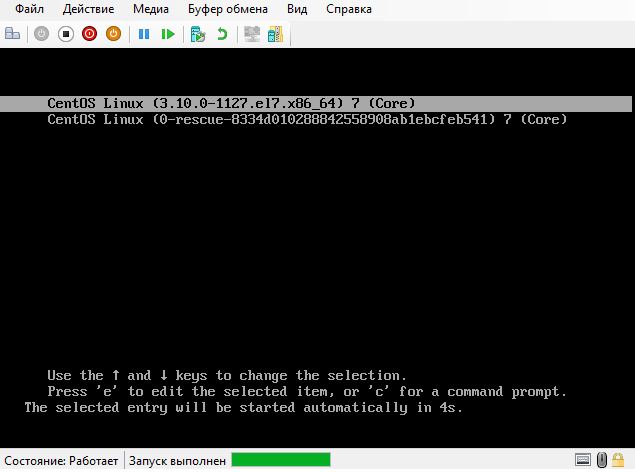 Файл Действие Медиа Буфер обмена Вид Справка
CentOS Linux (3.10.0-1127.el7.x86_64) 7 (Core)
CentOS Linux (0-rescue-8334d010288842558908ab1ebcfeb541) 7 (Core)
Use the ↑ and ↓ keys to change the selection.
Press 'e' to edit the selected item, or 'c' for a command prompt.
The selected entry will be started automatically in 4s.
Состояние: Работает Запуск выполнен